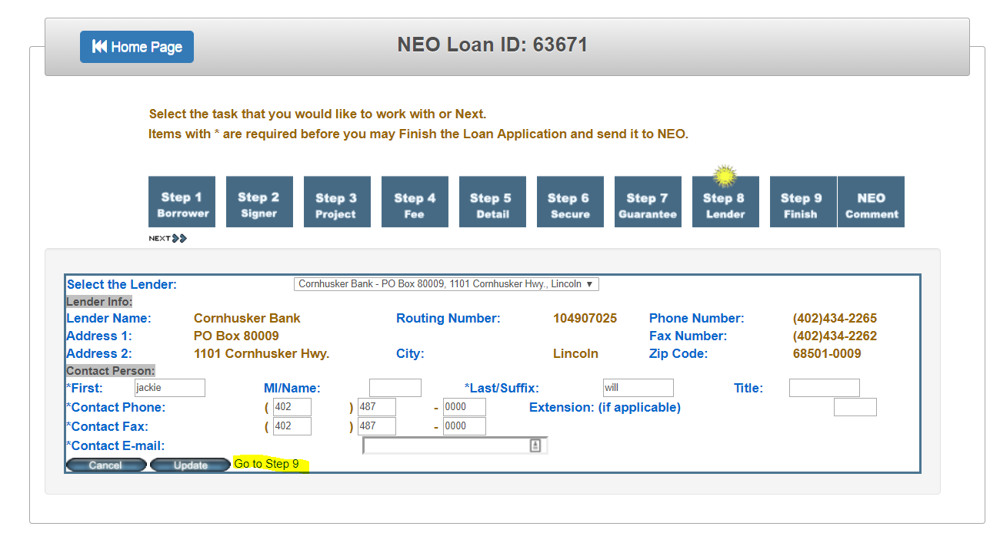 Home Page
NEO Loan ID: 63671
Select the task that you would like to work with or Next.
Items with * are required before you may Finish the Loan Application and send it to NEO.
Step 1 Step 2 Step 3 Step 4 Step 5 Step 6 Step 7 Step 8 Step 9 NEO
Borrower Signer Project Fee Detail Secure Guarantee Lender Finish Comment
NEXT
Select the Lender: Cornhusker Bank - PO Box 80009, 1101 Cornhusker Hwy., Lincoln ▼
Lender Info:
Lender Name: Cornhusker Bank Routing Number: 104907025 Phone Number: (402)434-2265
Address 1: PO Box 80009 Fax Number: (402)434-2262
Address 2: 1101 Cornhusker Hwy. City: Lincoln Zip Code: 68501-0009
Contact Person:
*First: jackie MI/Name: *Last/Suffix: will Title:
*Contact Phone: ( 402 ) 487 - 0000 Extension: (if applicable)
*Contact Fax: ( 402 ) 487 - 0000
*Contact E-mail:
Cancel Update Go to Step 9